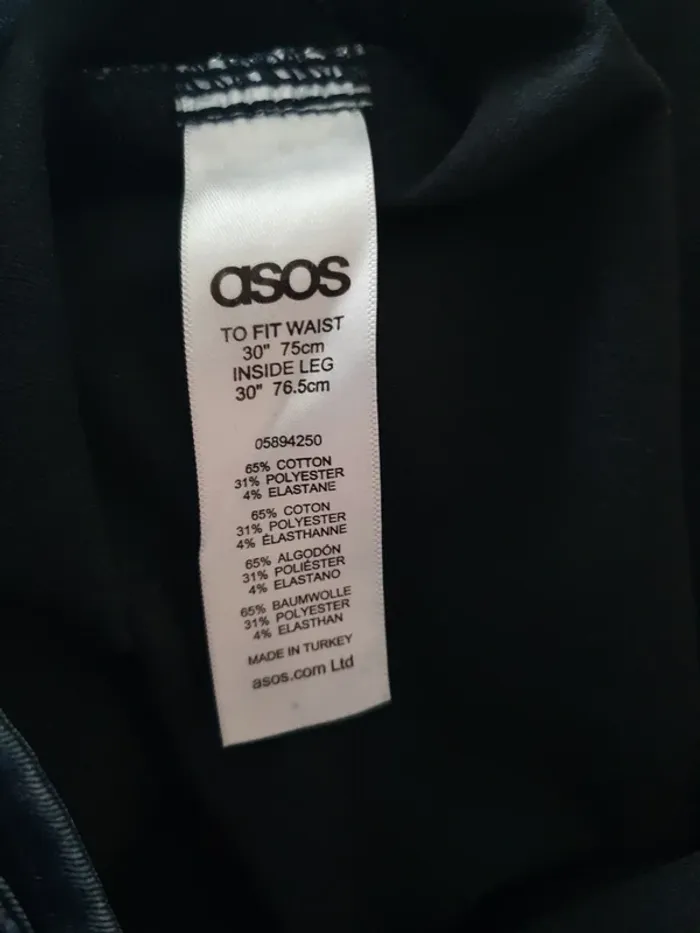 asos
TO FIT WAIST
30" 75cm
INSIDE LEG
30" 76.5cm
05894250
65% COTTON
31% POLYESTER
4% ELASTANE
65% COTON
31% POLYESTER
4% ÉLASTHANNE
65% ALGODÓN
31% POLIÉSTER
4% ELASTANO
65% BAUMWOLLE
31% POLYESTER
4% ELASTHAN
MADE IN TURKEY
asos.com Ltd